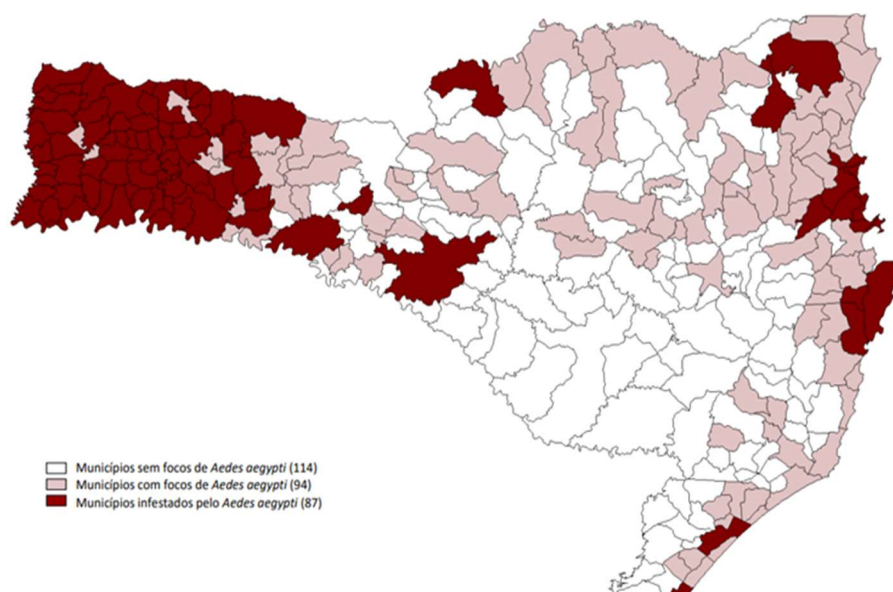 Municípios sem focos de Aedes aegypti (114)
Municípios com focos de Aedes aegypti (94)
Municípios infestados pelo Aedes aegypti (87)